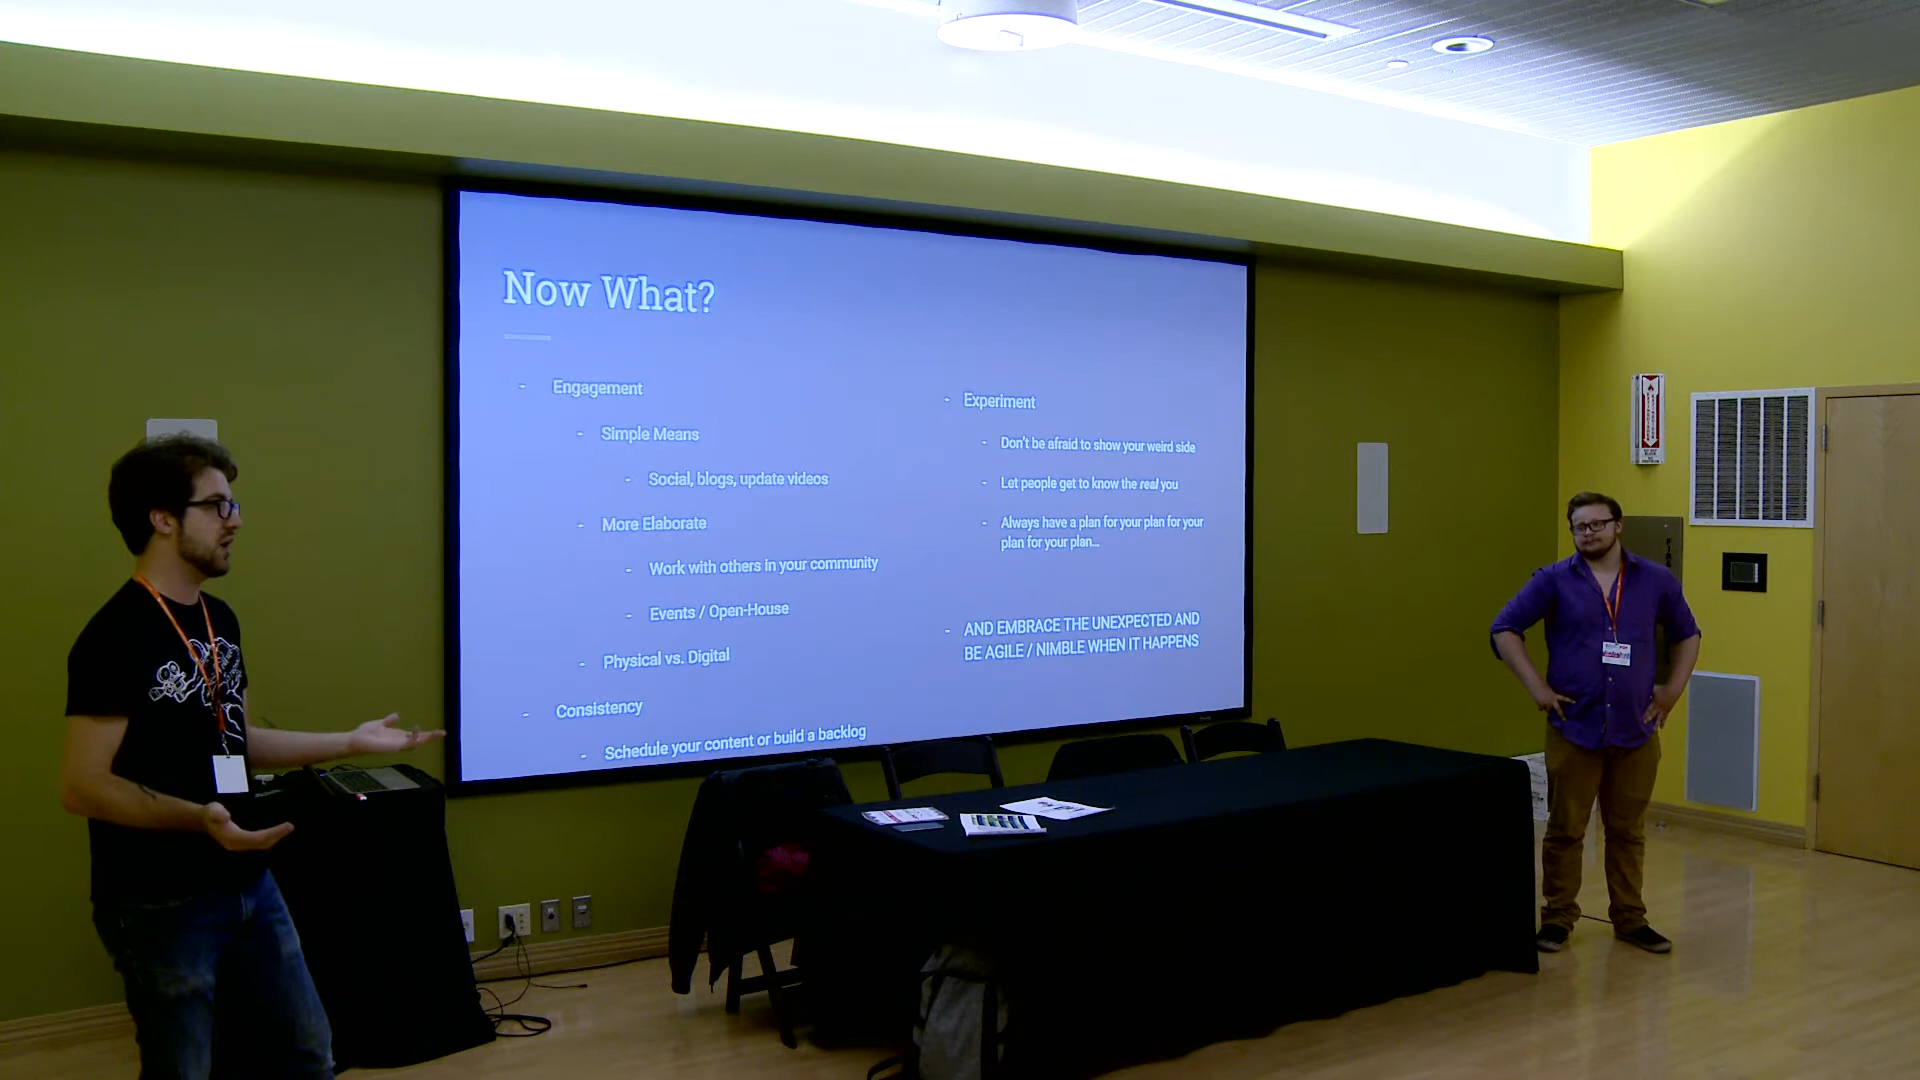 Now What?
- Engagement
- Simple Means
- Social, blogs, update videos
- More Elaborate
- Work with others in your community
- Events / Open-House
- Physical vs. Digital
- Consistency
- Schedule your content or build a backlog
- Experiment
- Don't be afraid to show your weird side
- Let people get to know the real you
- Always have a plan for your plan for your
plan for your plan...
- AND EMBRACE THE UNEXPECTED AND
BE AGILE / NIMBLE WHEN IT HAPPENS